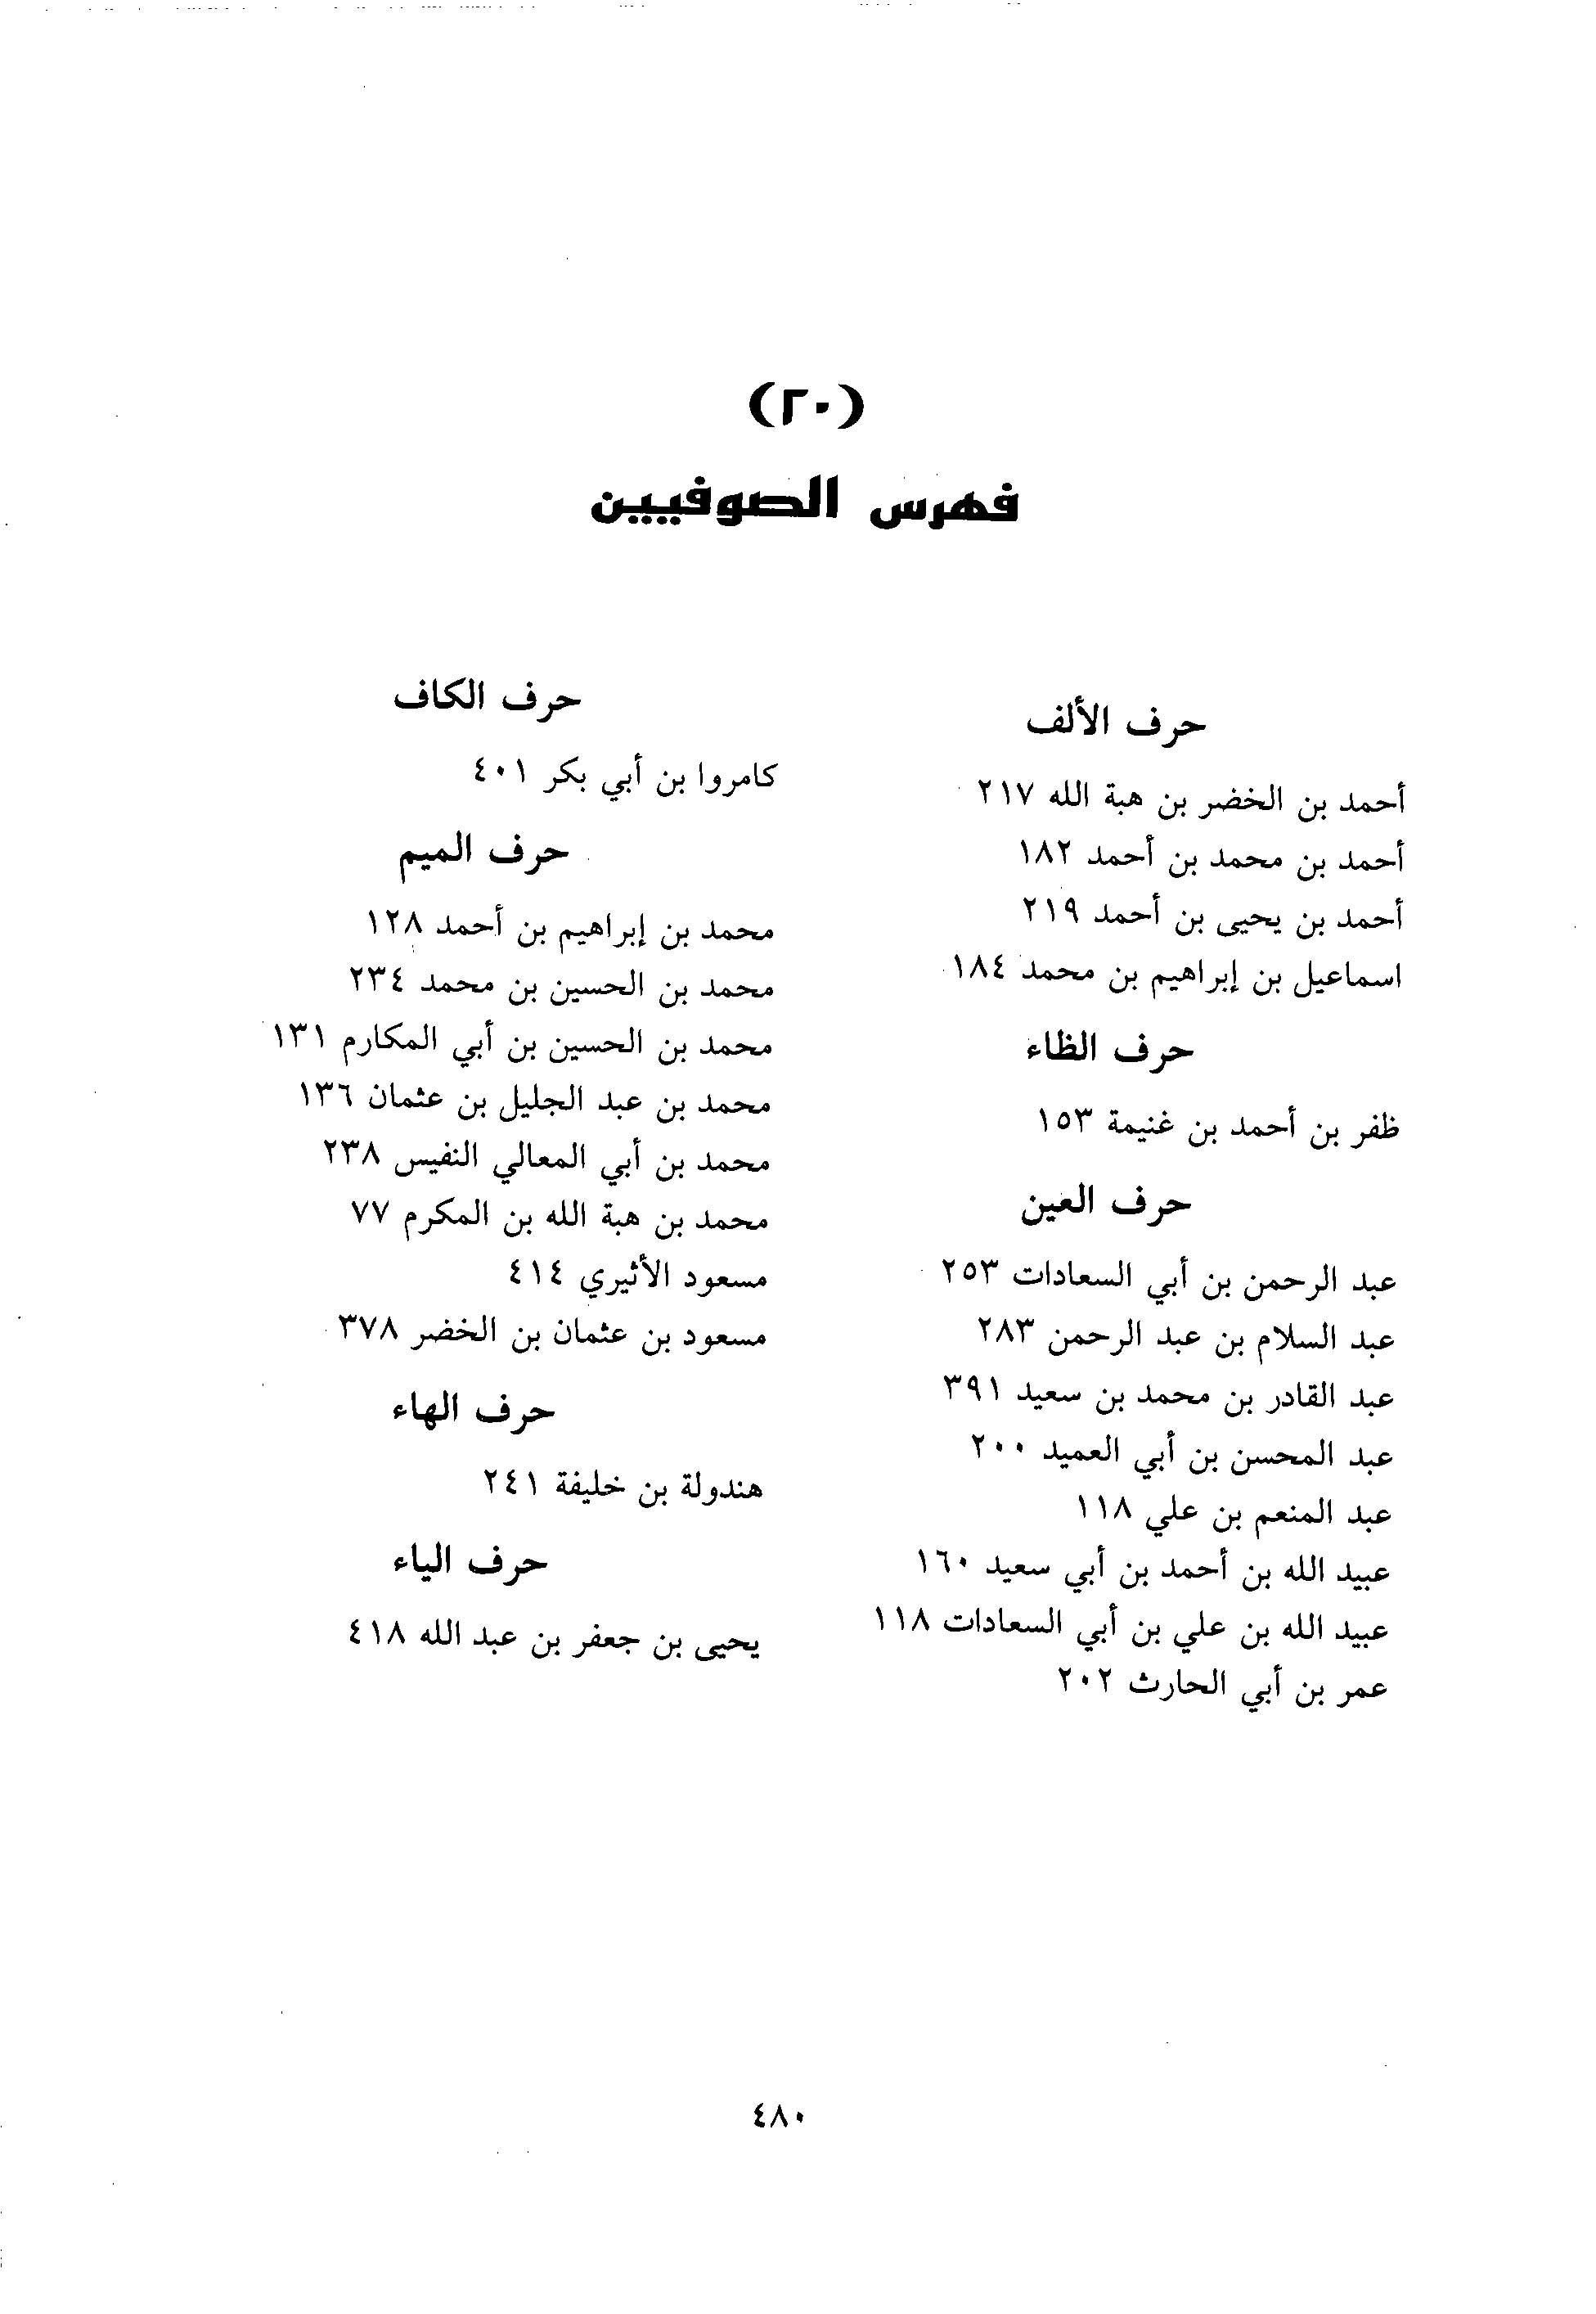 (٢٠)
فهرس الصوفيين
حرف الألف
أحمد بن الخضر بن هبة الله ٢١٧
أحمد بن محمد بن أحمد ١٨٢
أحمد بن يحيى بن أحمد ٢١٩
اسماعيل بن إبراهيم بن محمد ١٨٤
حرف الظاء
ظفر بن أحمد بن غنيمة ١٥٣
حرف العين
عبد الرحمن بن أبي السعادات ٢٥٣
عبد السلام بن عبد الرحمن ٢٨٣
عبد القادر بن محمد بن سعيد ٣٩١
عبد المحسن بن أبي العميد ٢٠٠
عبد المنعم بن علي ١١٨
عبيد الله بن أحمد بن أبي سعيد ١٦٠
عبيد الله بن علي بن أبي السعادات ١١٨
عمر بن أبي الحارث ٢٠٢
حرف الكاف
كامروا بن أبي بكر ٤٠١
حرف الميم
محمد بن إبراهيم بن أحمد ١٢٨
محمد بن الحسين بن محمد ٢٣٤
محمد بن الحسين بن أبي المكارم ١٣١
محمد بن عبد الجليل بن عثمان ١٣٦
محمد بن أبي المعالي النفيس ٢٣٨
محمد بن هبة الله بن المكرم ٧٧
مسعود الأثيري ٤١٤
مسعود بن عثمان بن الخضر ٣٧٨
حرف الهاء
هندولة بن خليفة ٢٤١
حرف الياء
يحيى بن جعفر بن عبد الله ٤١٨
٤٨٠